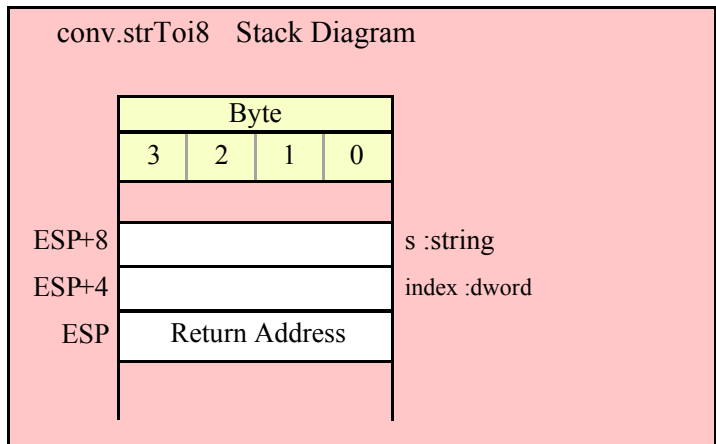 conv.strToi8 Stack Diagram
Byte
3 2 1 0
ESP+8 s :string
ESP+4 index :dword
ESP Return Address